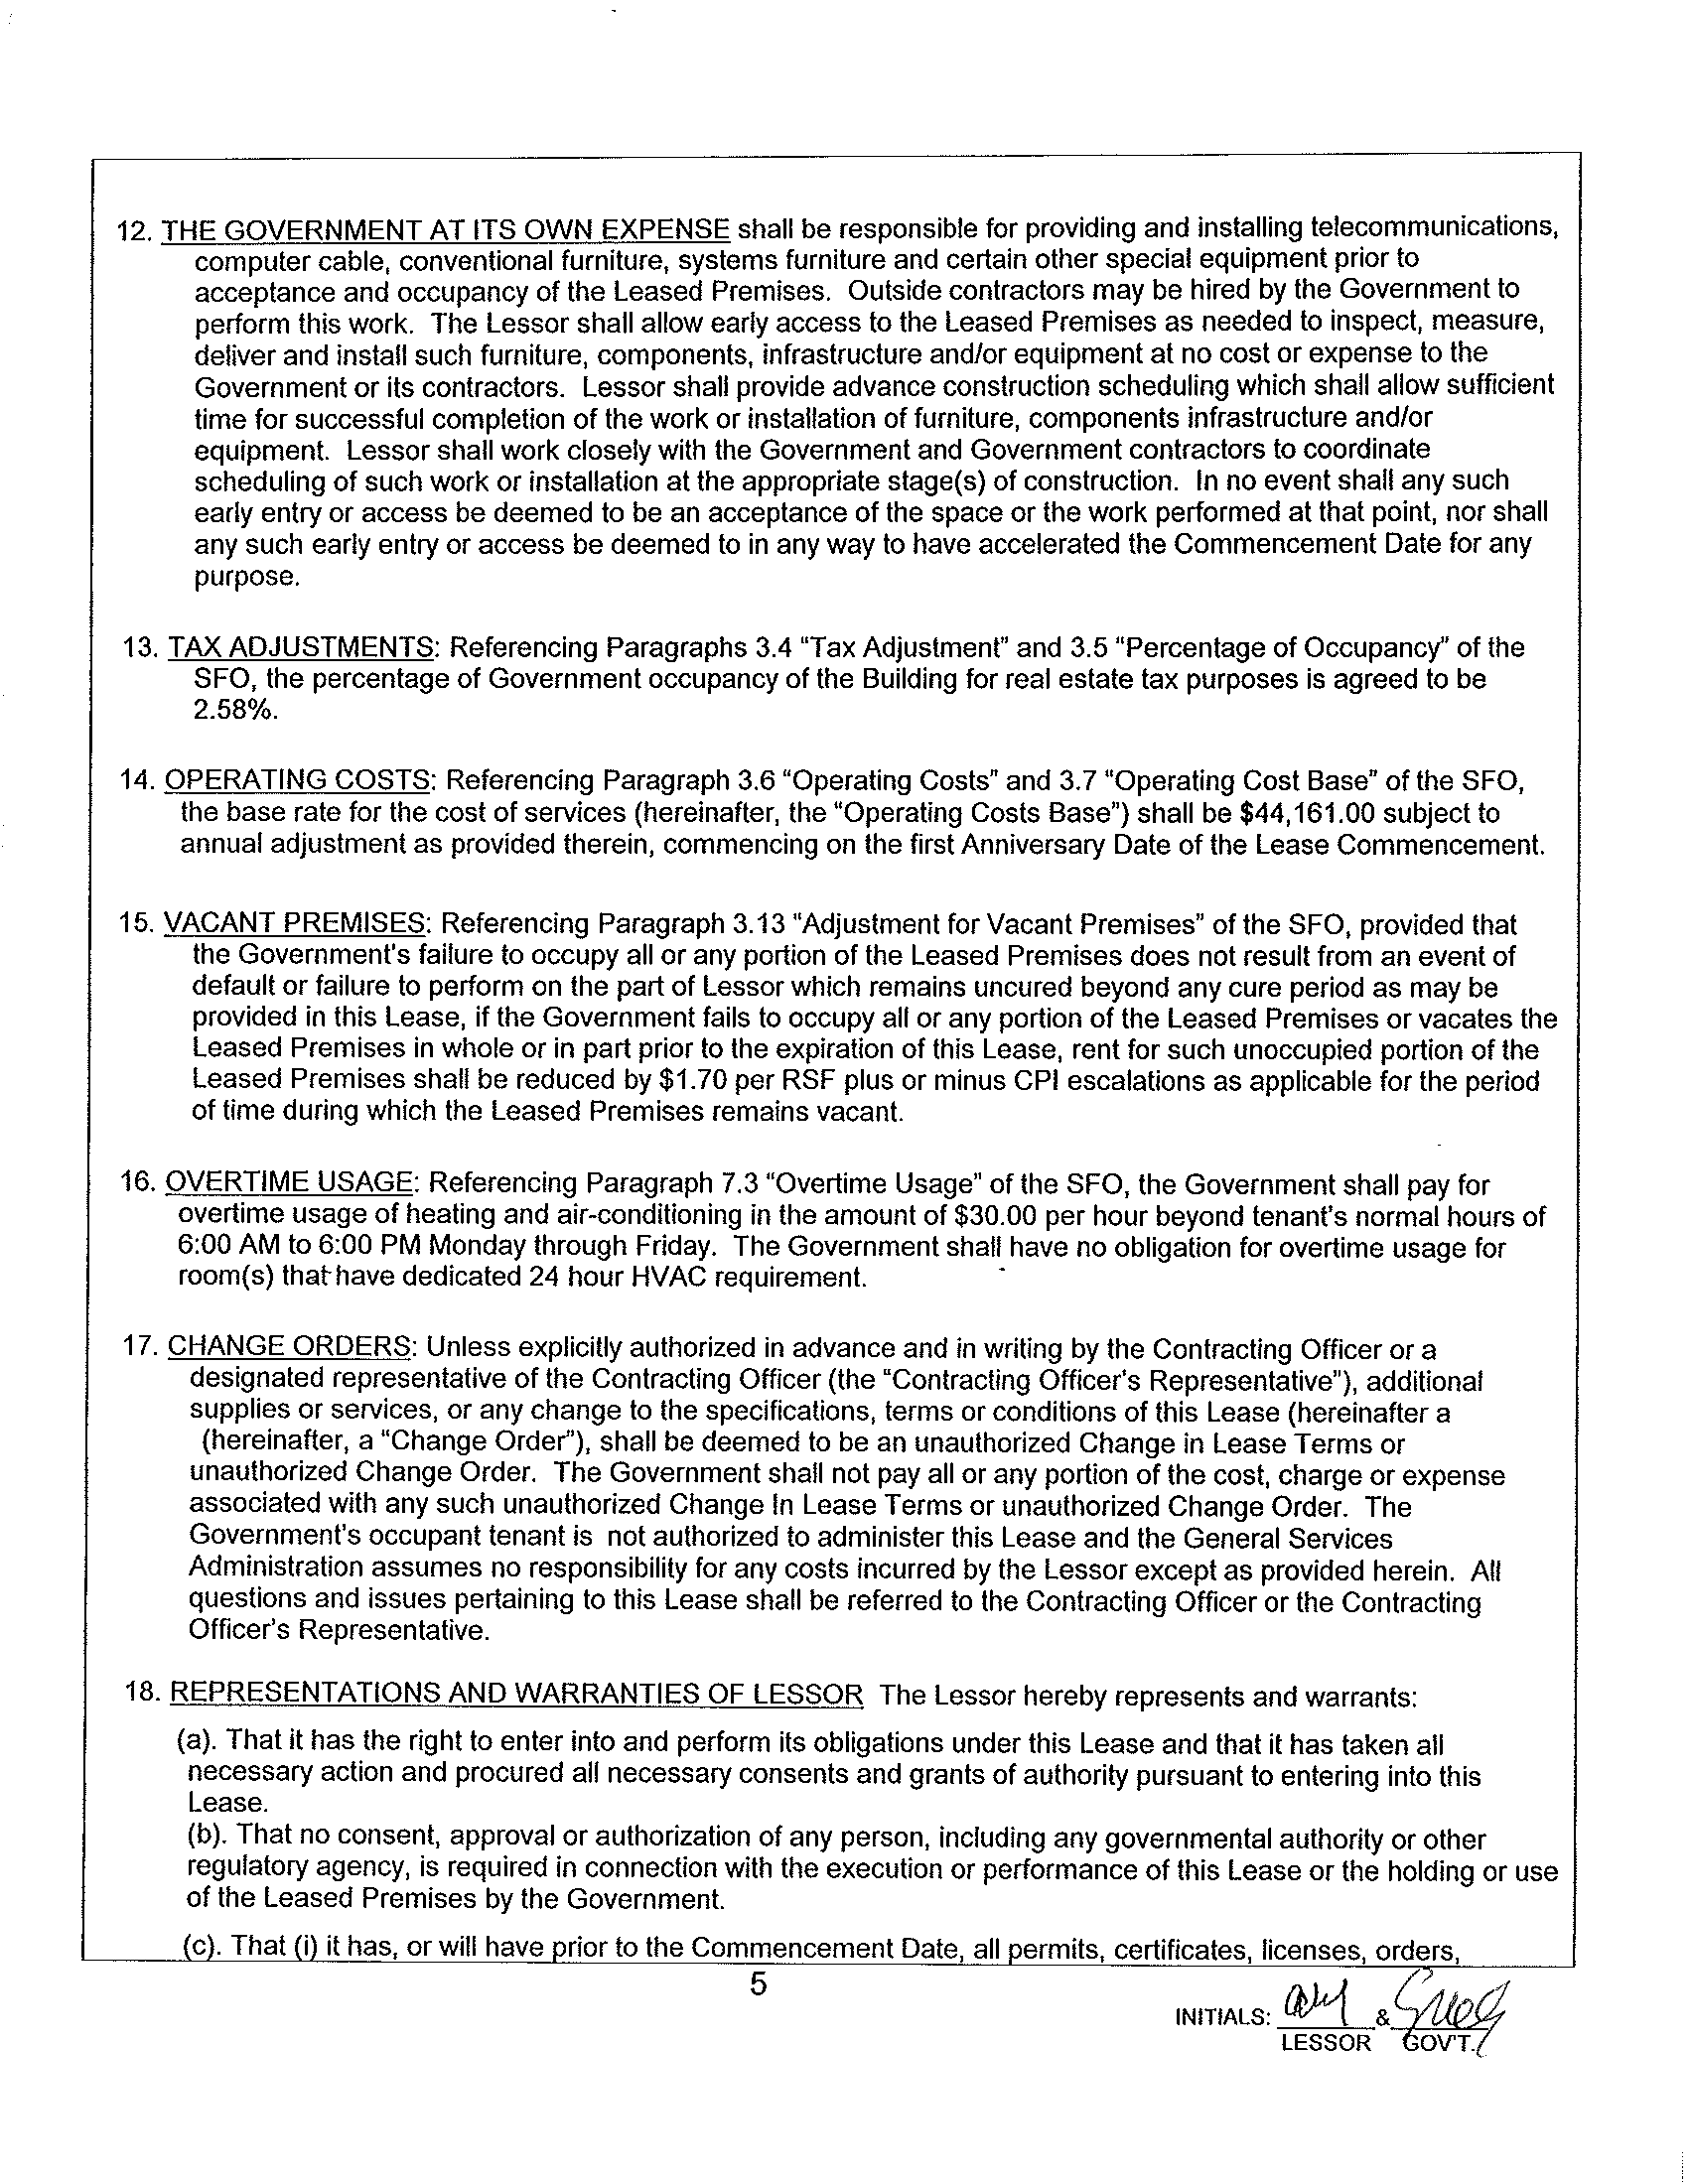 12. THE GOVERNMENT AT ITS OWN EXPENSE shall be responsible for providing and installing telecommunications,
computer cable, conventional furniture, systems furniture and certain other special equipment prior to
acceptance and occupancy of the Leased Premises. Outside contractors may be hired by the Government to
perform this work. The Lessor shall allow early access to the Leased Premises as needed to inspect, measure,
deliver and install such furniture, components, infrastructure and/or equipment at no cost or expense to the
Government or its contractors. Lessor shall provide advance construction scheduling which shall allow sufficient
time for successful completion of the work or installation of furniture, components infrastructure and/or
equipment. Lessor shall work closely with the Government and Government contractors to coordinate
scheduling of such work or installation at the appropriate stage(s) of construction. In no event shall any such
early entry or access be deemed to be an acceptance of the space or the work performed at that point, nor shall
any such early entry or access be deemed to in any way to have accelerated the Commencement Date for any
purpose.
13. TAX ADJUSTMENTS: Referencing Paragraphs 3.4 "Tax Adjustment" and 3.5 "Percentage of Occupancy" of the
SFO, the percentage of Government occupancy of the Building for real estate tax purposes is agreed to be
2.58%.
14. OPERATING COSTS: Referencing Paragraph 3.6 "Operating Costs" and 3.7 "Operating Cost Base" of the SFO,
the base rate for the cost of services (hereinafter, the "Operating Costs Base") shall be $44,161.00 subject to
annual adjustment as provided therein, commencing on the first Anniversary Date of the Lease Commencement.
15. VACANT PREMISES: Referencing Paragraph 3.13 "Adjustment for Vacant Premises" of the SFO, provided that
the Government's failure to occupy all or any portion of the Leased Premises does not result from an event of
default or failure to perform on the part of Lessor which remains uncured beyond any cure period as may be
provided in this Lease, if the Government fails to occupy all or any portion of the Leased Premises or vacates the
Leased Premises in whole or in part prior to the expiration of this Lease, rent for such unoccupied portion of the
Leased Premises shall be reduced by $1.70 per RSF plus or minus CPI escalations as applicable for the period
of time during which the Leased Premises remains vacant.
16. OVERTIME USAGE: Referencing Paragraph 7.3 "Overtime Usage" of the SFO, the Government shall pay for
overtime usage of heating and air-conditioning in the amount of $30.00 per hour beyond tenant's normal hours of
6:00 AM to 6:00 PM Monday through Friday. The Government shall have no obligation for overtime usage for
room(s) that have dedicated 24 hour HVAC requirement.
17. CHANGE ORDERS: Unless explicitly authorized in advance and in writing by the Contracting Officer or a
designated representative of the Contracting Officer (the "Contracting Officer's Representative"), additional
supplies or services, or any change to the specifications, terms or conditions of this Lease (hereinafter a
(hereinafter, a "Change Order"), shall be deemed to be an unauthorized Change in Lease Terms or
unauthorized Change Order. The Government shall not pay all or any portion of the cost, charge or expense
associated with any such unauthorized Change In Lease Terms or unauthorized Change Order. The
Government's occupant tenant is not authorized to administer this Lease and the General Services
Administration assumes no responsibility for any costs incurred by the Lessor except as provided herein. All
questions and issues pertaining to this Lease shall be referred to the Contracting Officer or the Contracting
Officer's Representative.
18. REPRESENTATIONS AND WARRANTIES OF LESSOR The Lessor hereby represents and warrants:
(a). That it has the right to enter into and perform its obligations under this Lease and that it has taken all
necessary action and procured all necessary consents and grants of authority pursuant to entering into this
Lease.
(b). That no consent, approval or authorization of any person, including any governmental authority or other
regulatory agency, is required in connection with the execution or performance of this Lease or the holding or use
of the Leased Premises by the Government.
(c). That (i) it has, or will have prior to the Commencement Date, all permits, certificates, licenses, orders,
5
INITIALS: &
LESSOR GOV'T.